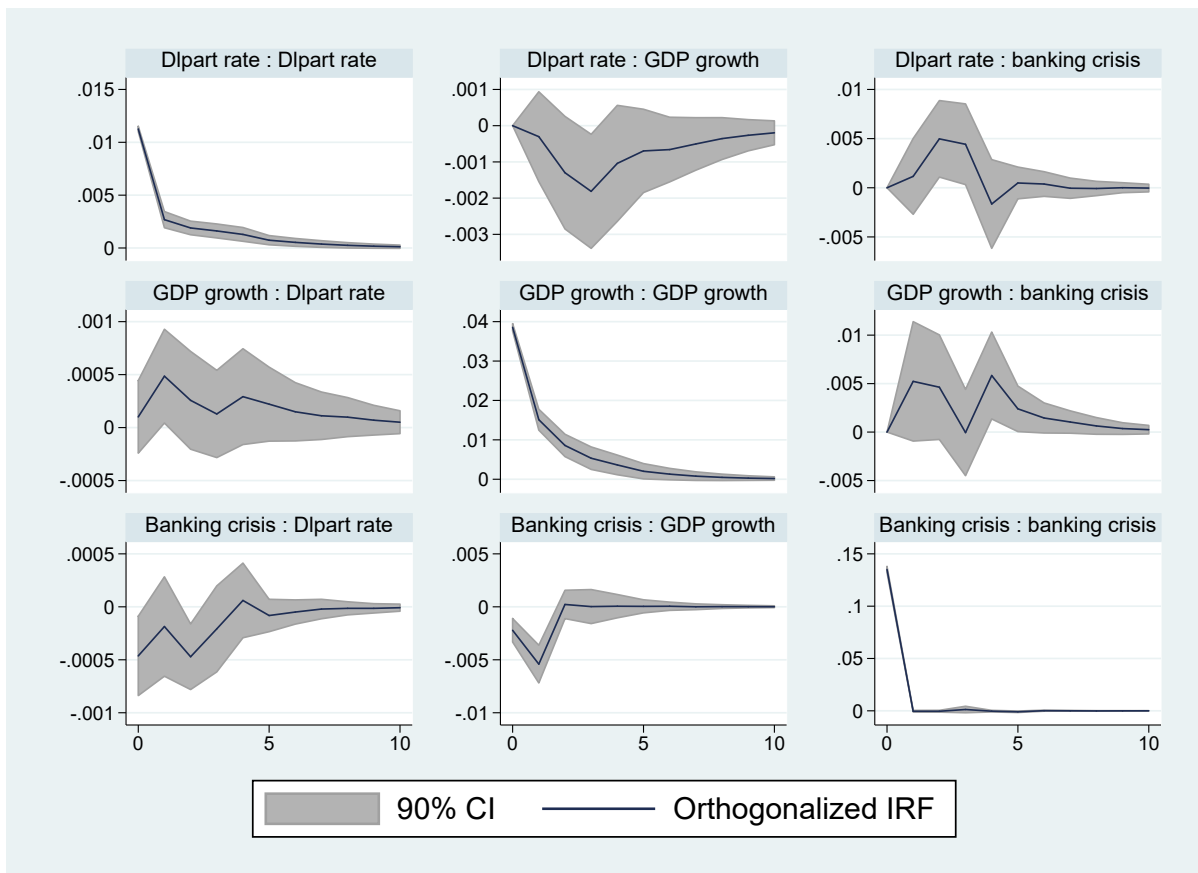 Dlpart rate : Dlpart rate
.015
.01
.005
0
Dlpart rate : GDP growth
.001
0
-.001
-.002
-.003
Dlpart rate : banking crisis
.01
.005
0
-.005
GDP growth : Dlpart rate
.001
.0005
0
-.0005
GDP growth : GDP growth
.04
.03
.02
.01
0
GDP growth : banking crisis
.01
.005
0
-.005
Banking crisis : Dlpart rate
.0005
0
-.0005
-.001
0 5 10
Banking crisis : GDP growth
.005
0
-.005
-.01
0 5 10
Banking crisis : banking crisis
.15
.1
.05
0
0 5 10
90% CI Orthogonalized IRF